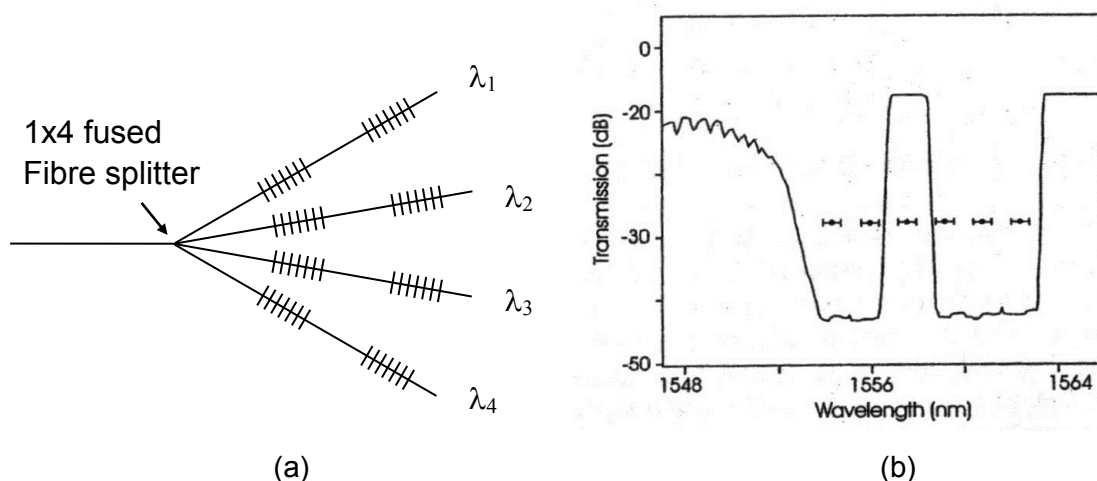 1x4 fused
Fibre splitter
λ1
λ2
λ3
λ4
(a)
Transmission (dB)
0
-20
-30
-50
1548
1556
1564
Wavelength (nm)
(b)